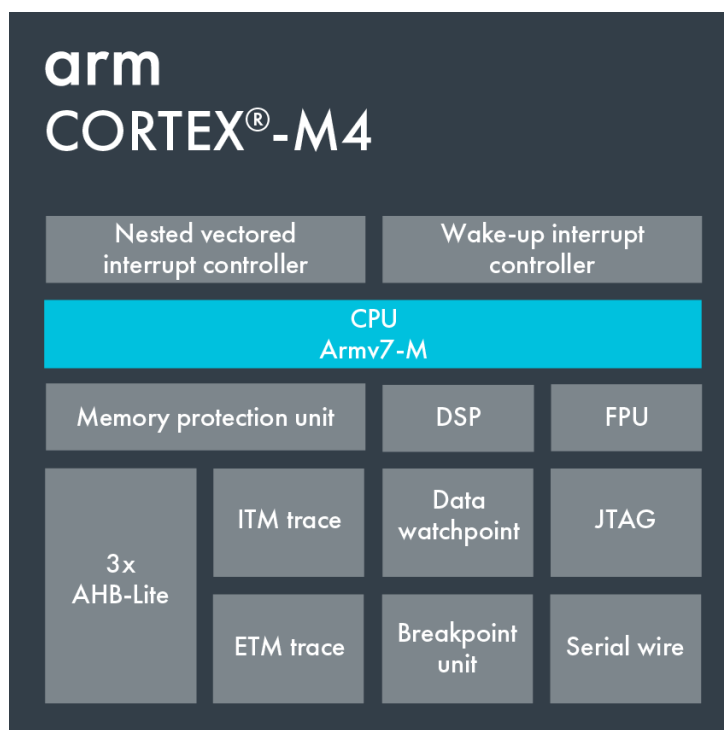 arm
CORTEX®-M4
Nested vectored
interrupt controller
Wake-up interrupt
controller
CPU
Armv7-M
Memory protection unit
DSP
FPU
3x
AHB-Lite
ITM trace
Data
watchpoint
JTAG
ETM trace
Breakpoint
unit
Serial wire